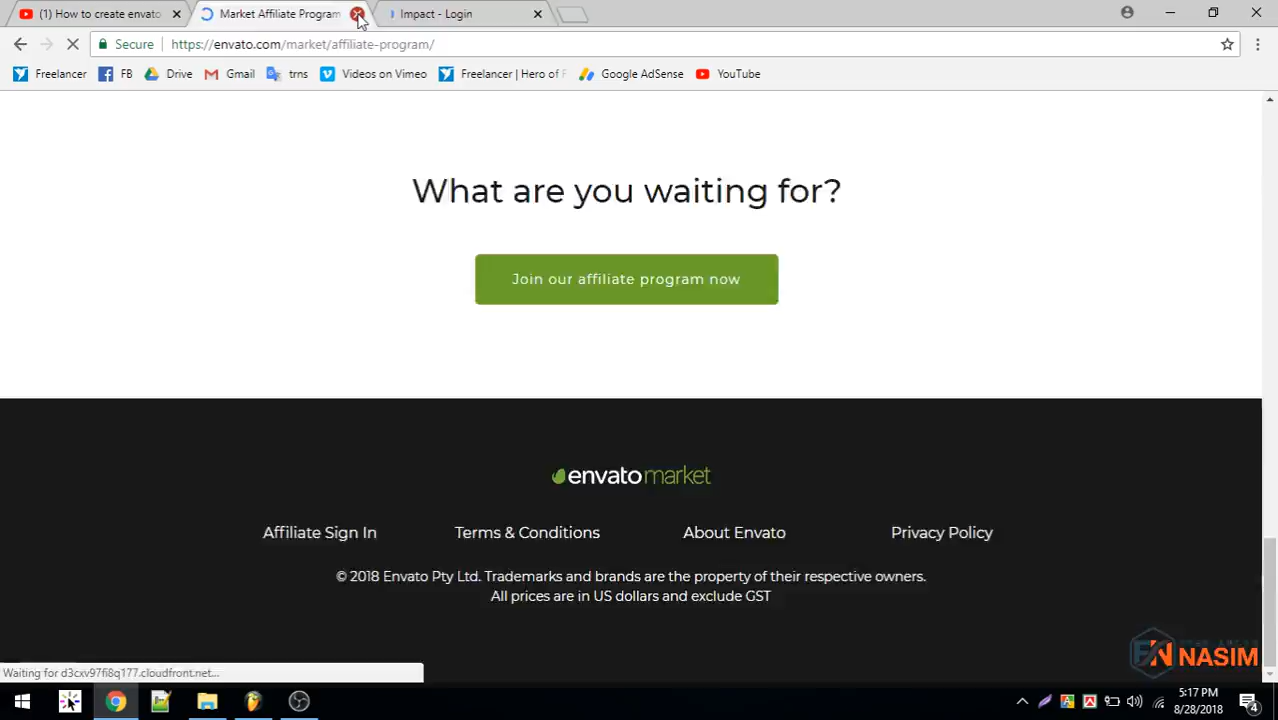 (1) How to create envato
Market Affiliate Program
Impact - Login
Secure
https://envato.com/market/affiliate-program/
Freelancer
FB
Drive
Gmail
trns
Videos on Vimeo
Freelancer | Hero of
Google AdSense
YouTube
What are you waiting for?
Join our affiliate program now
envatomarket
Affiliate Sign In
Terms & Conditions
About Envato
Privacy Policy
© 2018 Envato Pty Ltd. Trademarks and brands are the property of their respective owners.
All prices are in US dollars and exclude GST
NASIM
Waiting for d3cxv97fi8q177.cloudfront.net...
5:17 PM
8/28/2018
4